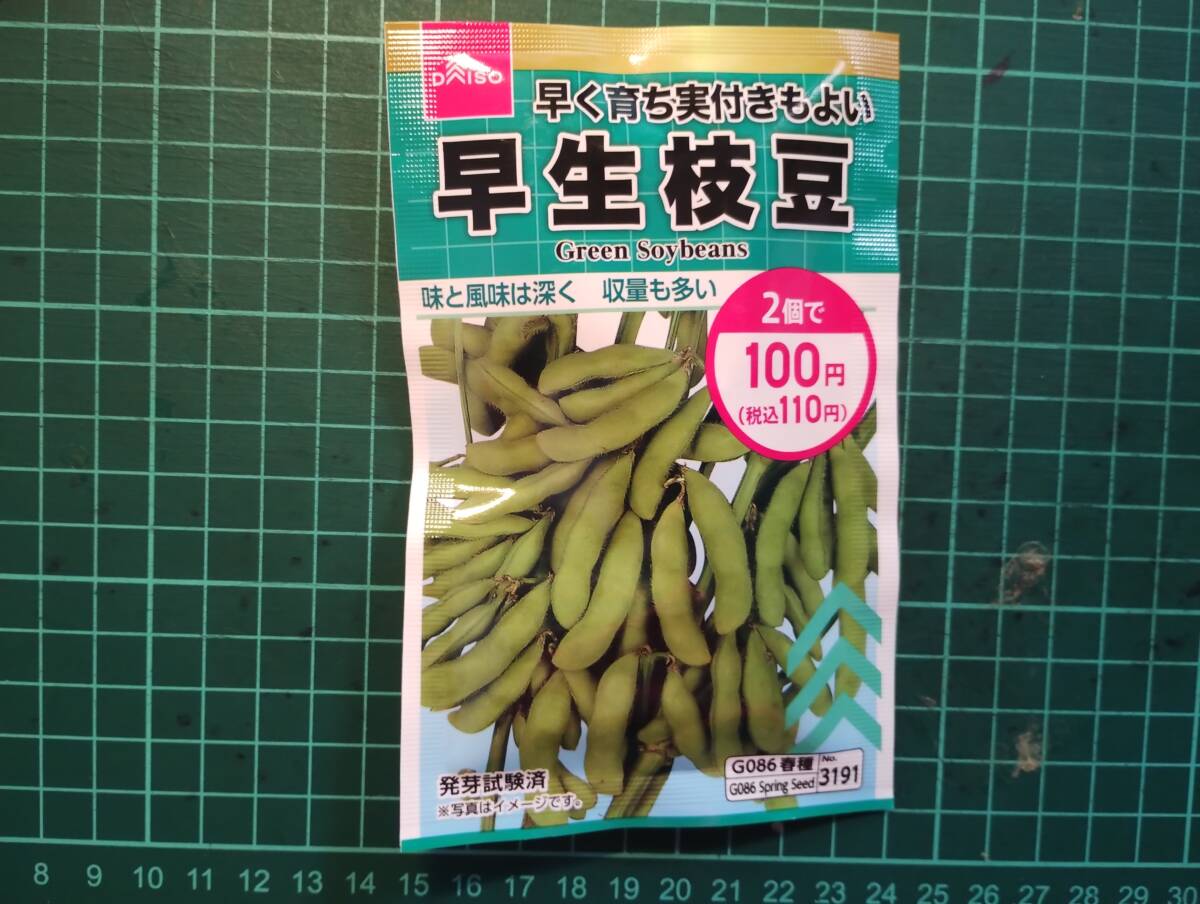 DAISO
早く育ち実付きもよい
早生枝豆
Green Soybeans
味と風味は深く 収量も多い
2個で
100円
(税込110円)
発芽試験済
※写真はイメージです。
G086 春種
G086 Spring Seed
No.
3191
8 9 10 11 12 13 14 15 16 17 18 19 20 21 22 23 24 25 26 27 28 29 30